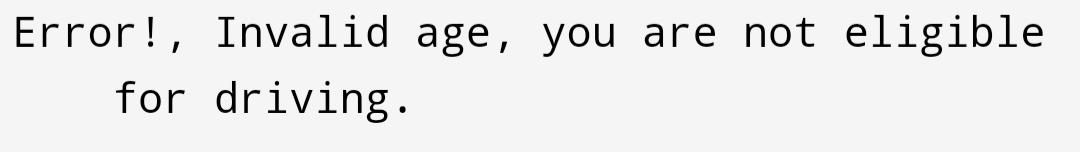 Error!, Invalid age, you are not eligible
for driving.